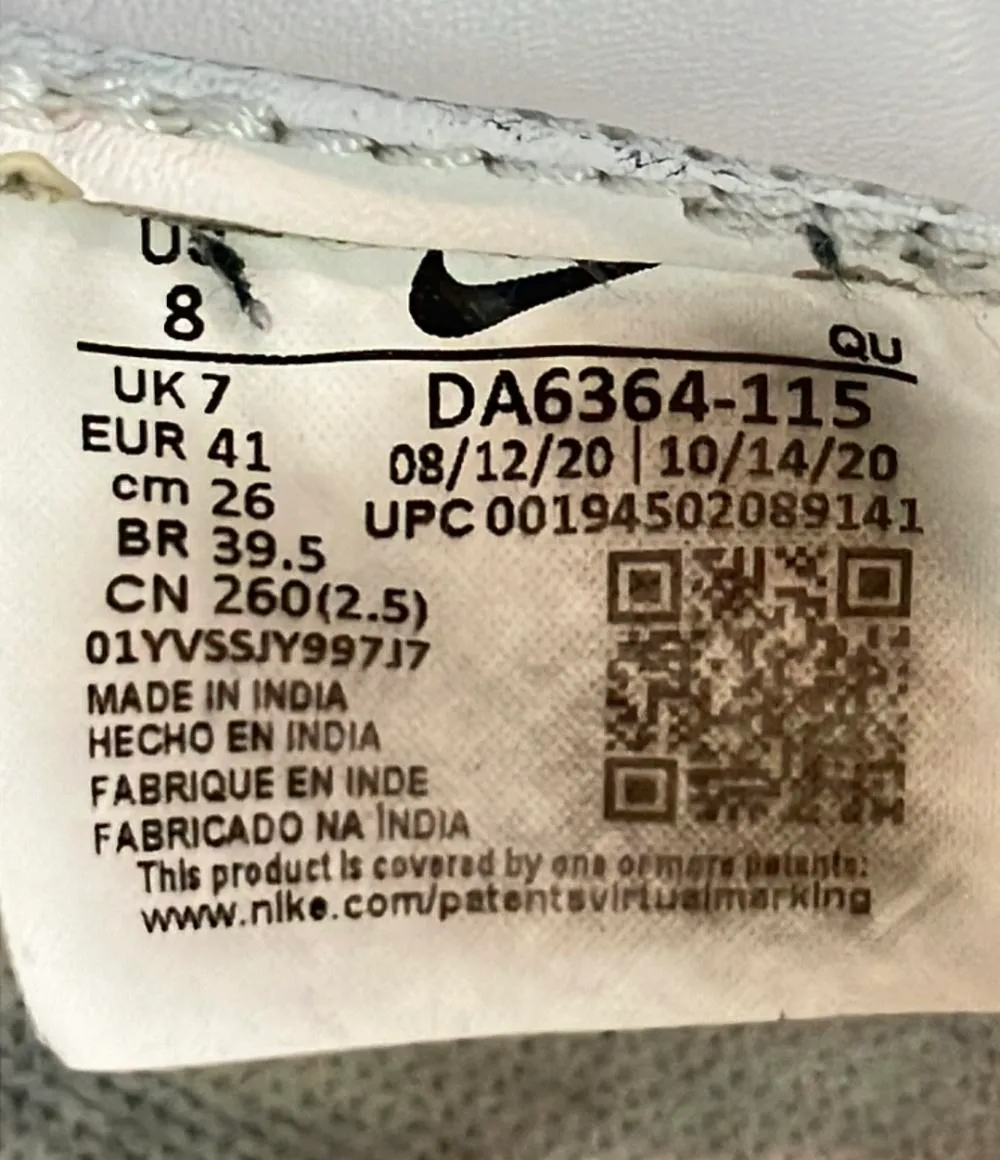 US
8
QU
UK 7
EUR 41
cm 26
BR 39.5
CN 260(2.5)
DA6364-115
08/12/20 | 10/14/20
UPC 00194502089141
01YVSSJY997J7
MADE IN INDIA
HECHO EN INDIA
FABRIQUE EN INDE
FABRICADO NA ÍNDIA
This product is covered by one or more patents:
www.nike.com/patentsvirtualmarking